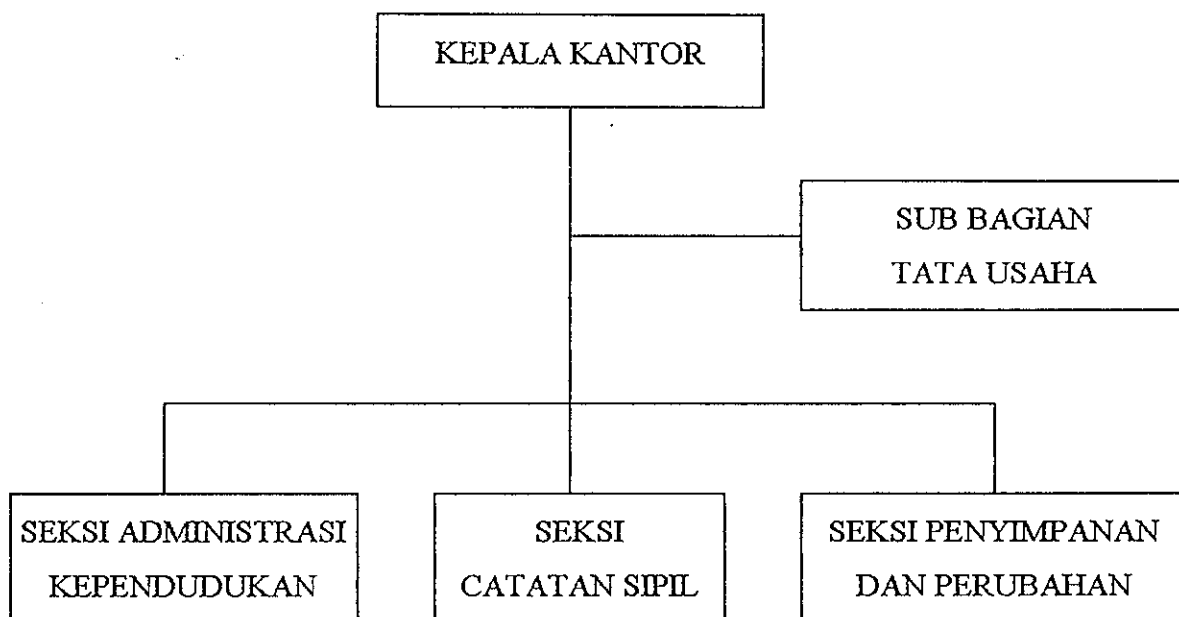 KEPALA KANTOR
SUB BAGIAN
TATA USAHA
SEKSI ADMINISTRASI
KEPENDUDUKAN
SEKSI
CATATAN SIPIL
SEKSI PENYIMPANAN
DAN PERUBAHAN